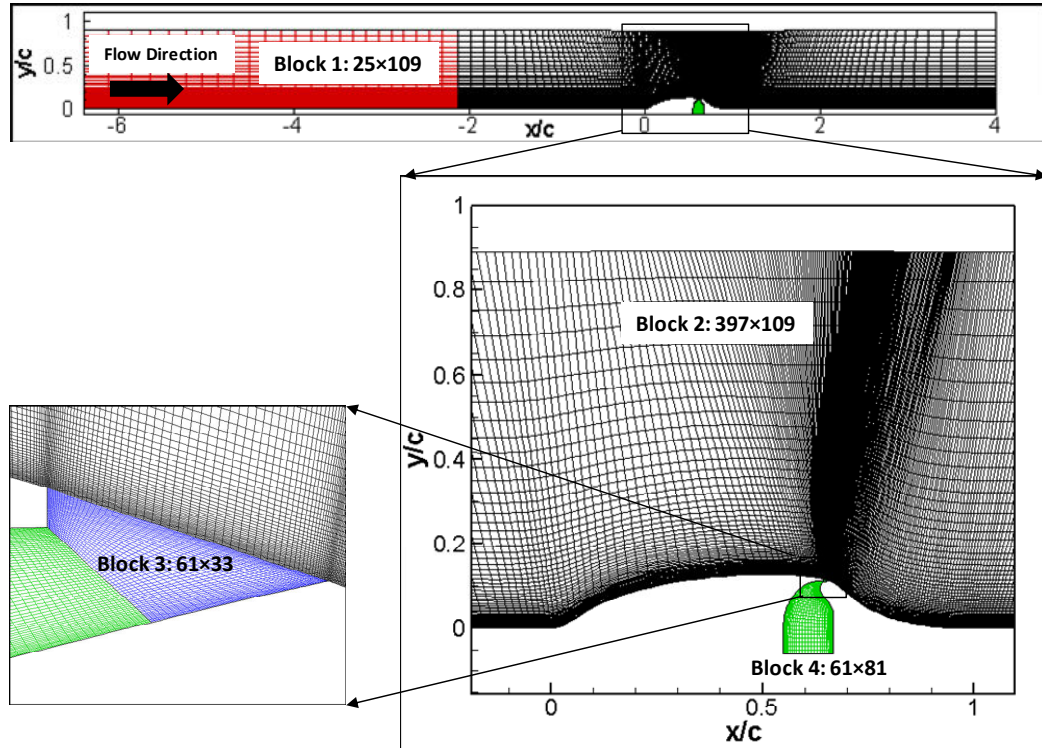 1
0.5
0
y/c
Flow Direction
Block 1: 25×109
-6
-4
-2
x/c
0
2
4
1
0.8
0.6
0.4
0.2
0
y/c
Block 2: 397×109
Block 3: 61×33
Block 4: 61×81
0
0.5
1
x/c